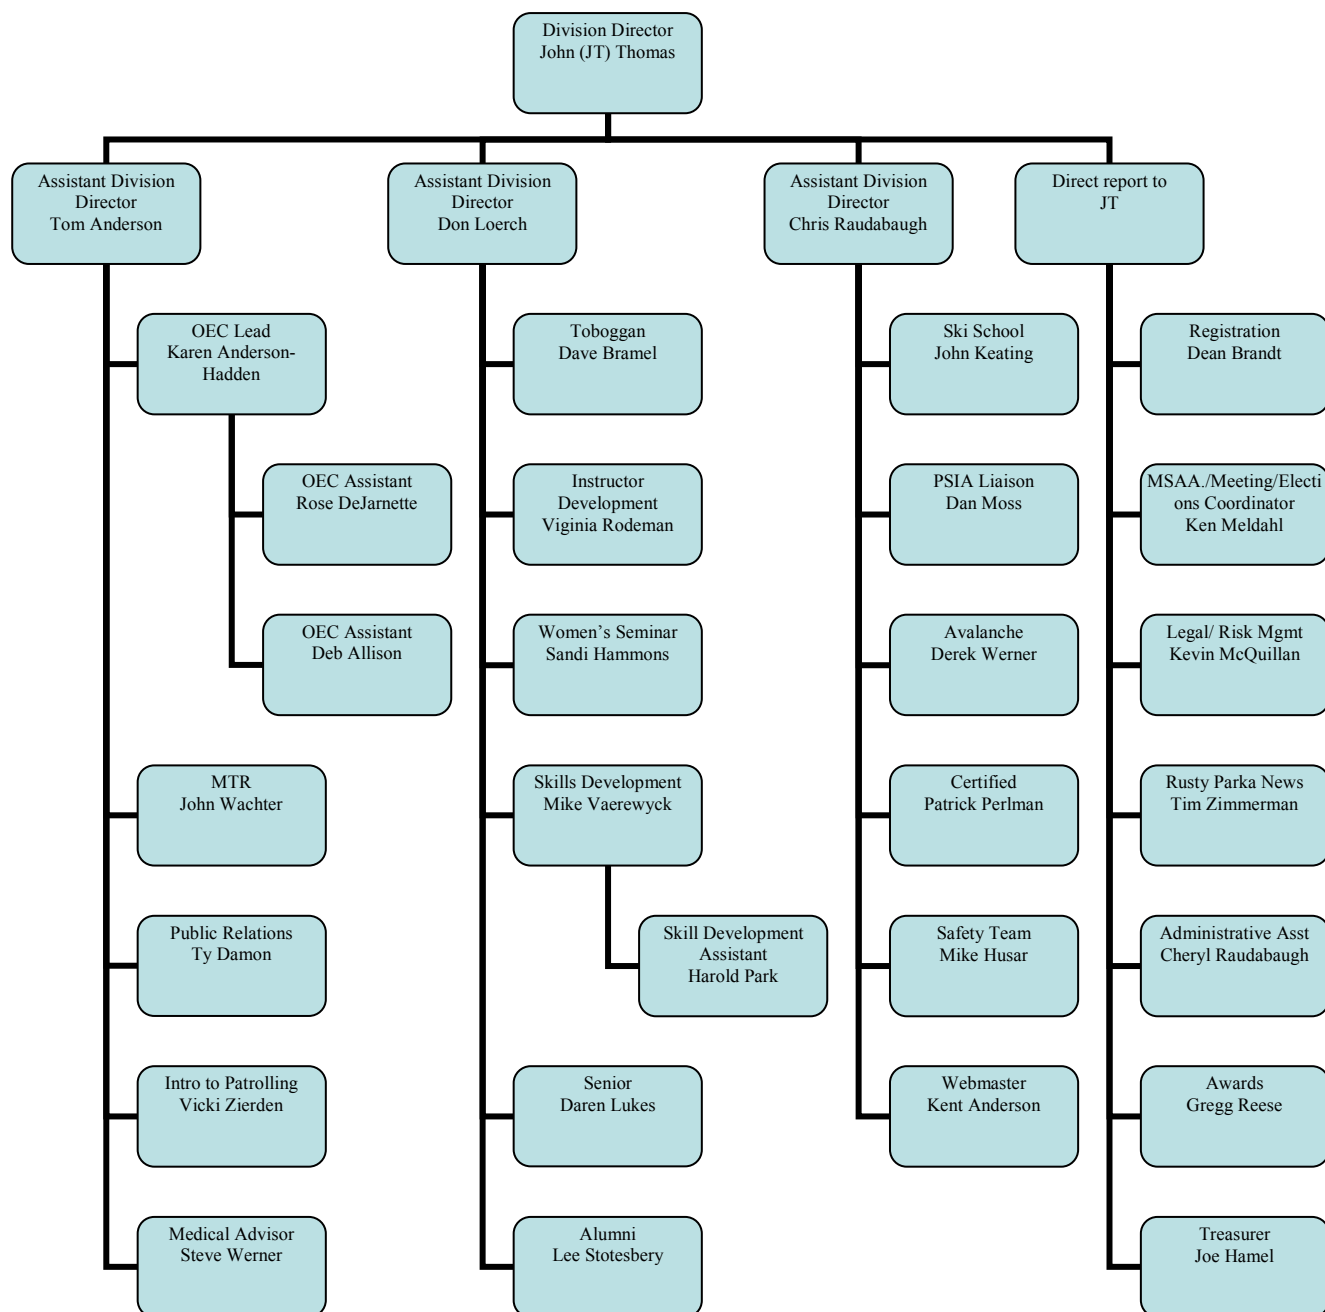 Division Director
John (JT) Thomas
Assistant Division
Director
Tom Anderson
Assistant Division
Director
Don Loerch
Assistant Division
Director
Chris Raudabaugh
Direct report to
JT
OEC Lead
Karen Anderson-
Hadden
OEC Assistant
Rose DeJarnette
OEC Assistant
Deb Allison
MTR
John Wachter
Public Relations
Ty Damon
Intro to Patrolling
Vicki Zierden
Medical Advisor
Steve Werner
Toboggan
Dave Bramel
Instructor
Development
Viginia Rodeman
Women’s Seminar
Sandi Hammons
Skills Development
Mike Vaerewyck
Skill Development
Assistant
Harold Park
Senior
Daren Lukes
Alumni
Lee Stotesbery
Ski School
John Keating
PSIA Liaison
Dan Moss
Avalanche
Derek Werner
Certified
Patrick Perlman
Safety Team
Mike Husar
Webmaster
Kent Anderson
Registration
Dean Brandt
MSAA./Meeting/Electi
ons Coordinator
Ken Meldahl
Legal/ Risk Mgmt
Kevin McQuillan
Rusty Parka News
Tim Zimmerman
Administrative Asst
Cheryl Raudabaugh
Awards
Gregg Reese
Treasurer
Joe Hamel